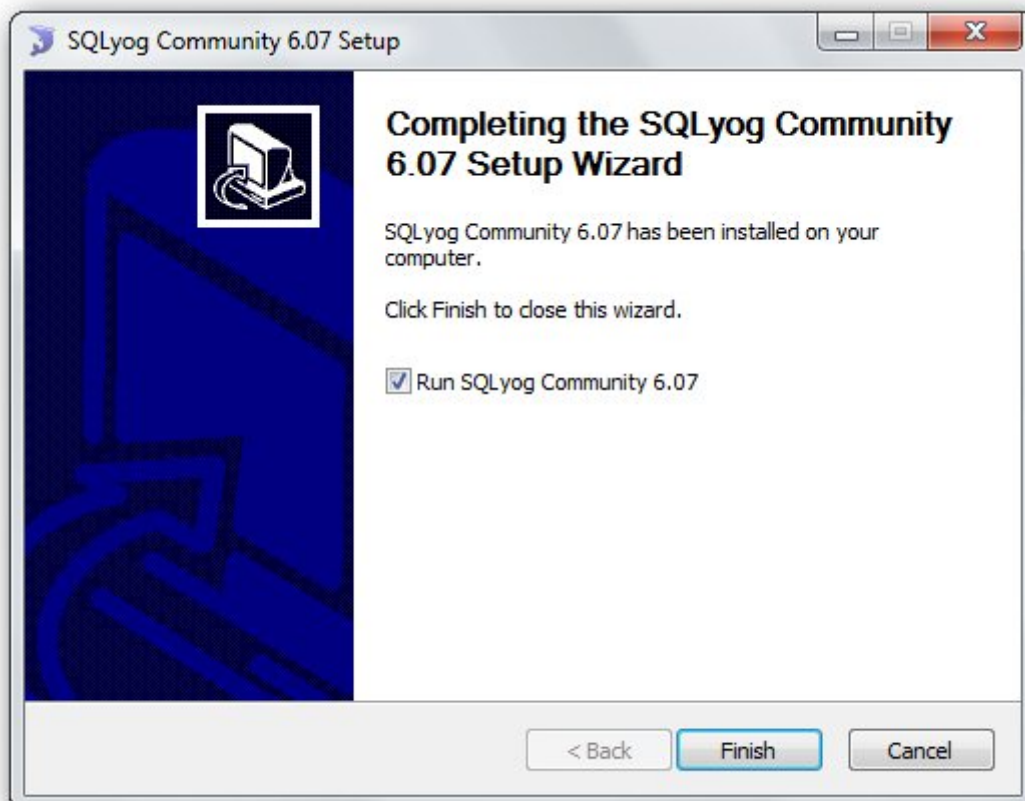 SQLyog Community 6.07 Setup
Completing the SQLyog Community
6.07 Setup Wizard
SQLyog Community 6.07 has been installed on your
computer.
Click Finish to close this wizard.
Run SQLyog Community 6.07
< Back
Finish
Cancel